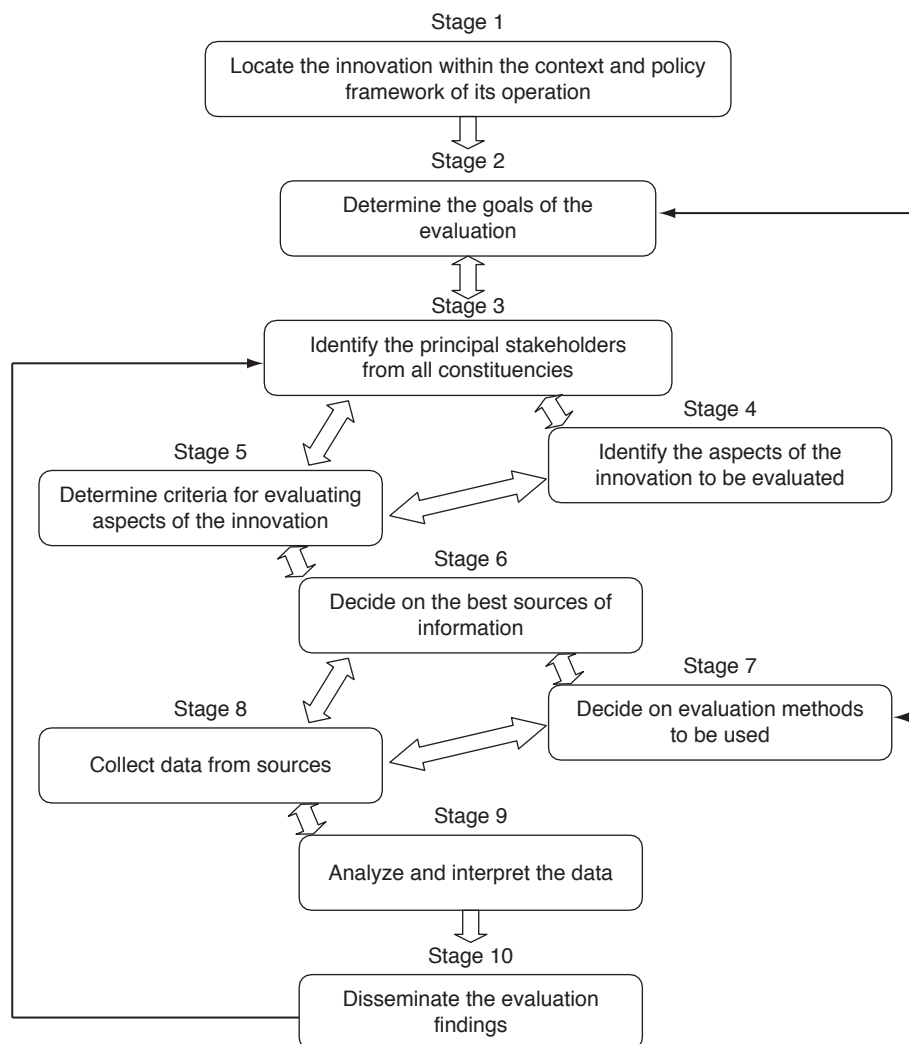 Stage 1
Locate the innovation within the context and policy
framework of its operation
Stage 2
Determine the goals of the
evaluation
Stage 3
Identify the principal stakeholders
from all constituencies
Stage 4
Identify the aspects of the
innovation to be evaluated
Stage 5
Determine criteria for evaluating
aspects of the innovation
Stage 6
Decide on the best sources of
information
Stage 7
Decide on evaluation methods
to be used
Stage 8
Collect data from sources
Stage 9
Analyze and interpret the data
Stage 10
Disseminate the evaluation
findings